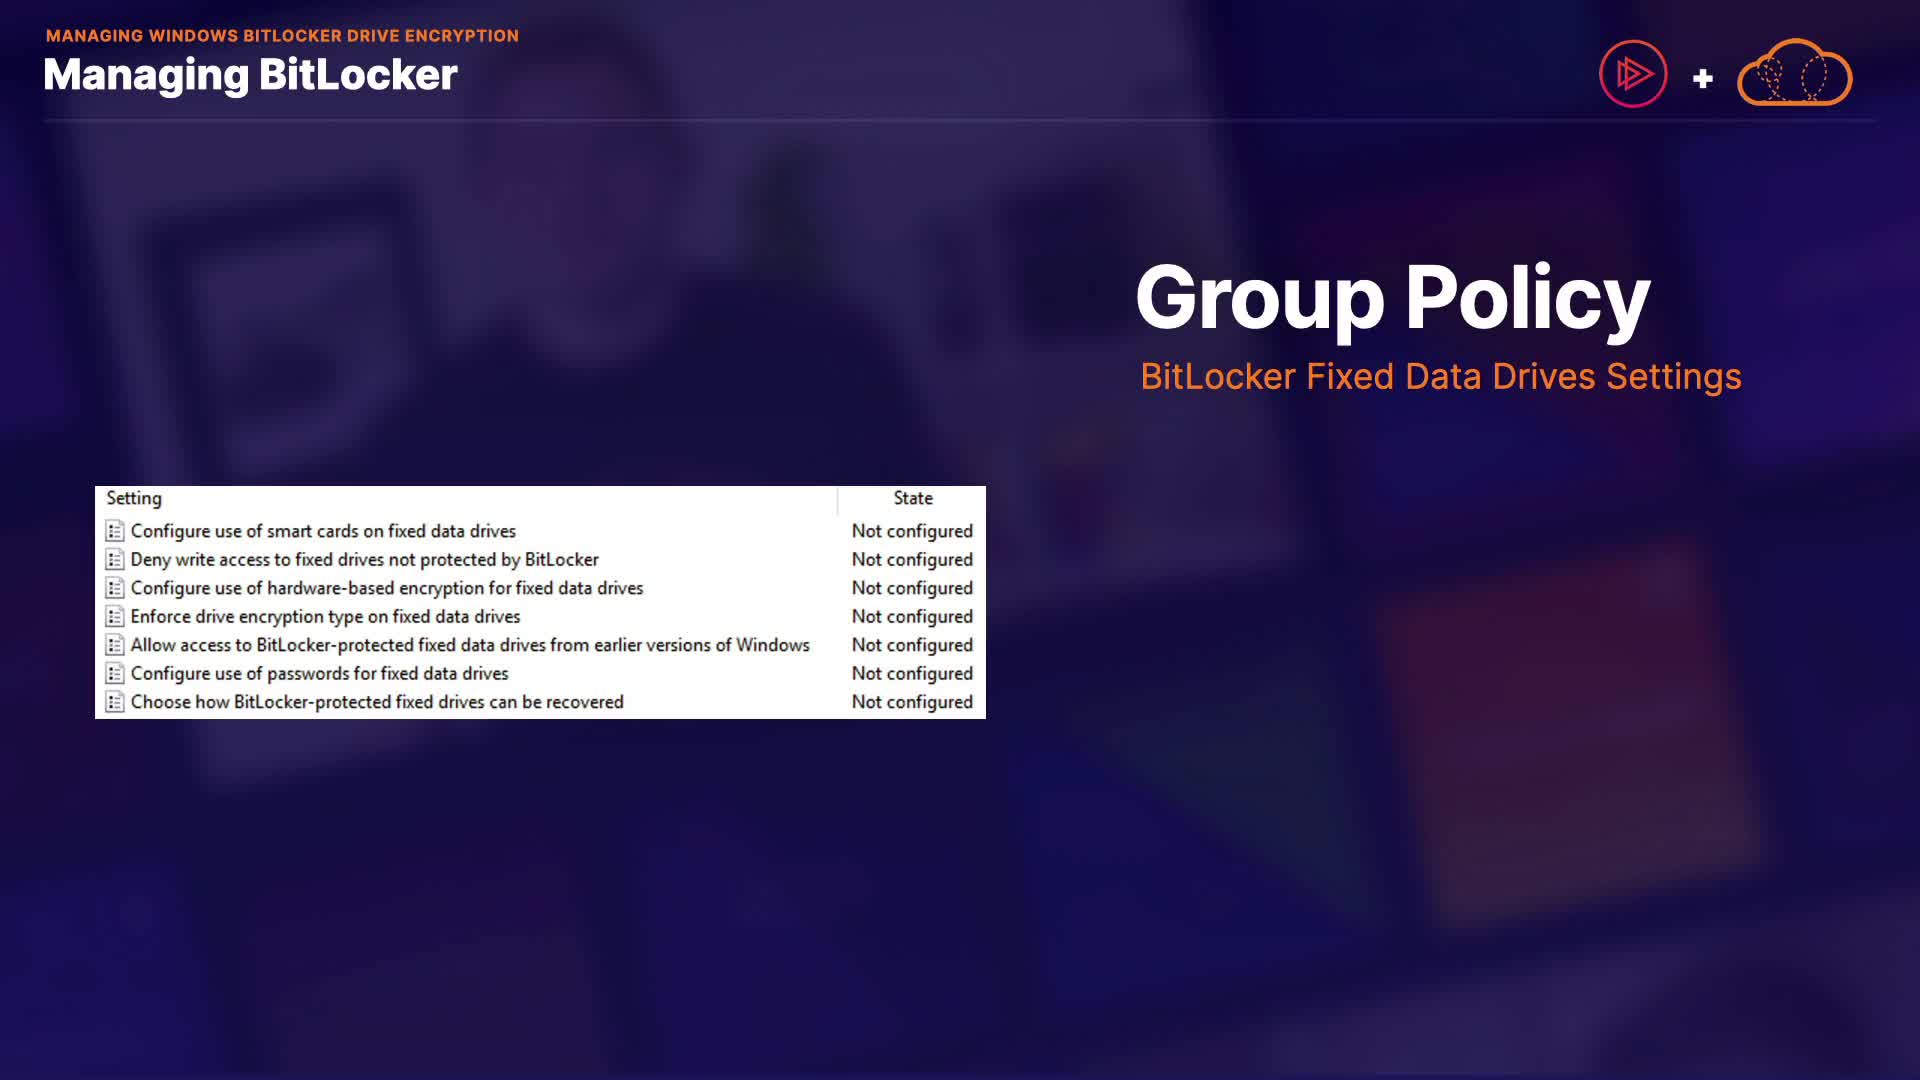 MANAGING WINDOWS BITLOCKER DRIVE ENCRYPTION
Managing BitLocker
+
Group Policy
BitLocker Fixed Data Drives Settings
Setting State
Configure use of smart cards on fixed data drives Not configured
Deny write access to fixed drives not protected by BitLocker Not configured
Configure use of hardware-based encryption for fixed data drives Not configured
Enforce drive encryption type on fixed data drives Not configured
Allow access to BitLocker-protected fixed data drives from earlier versions of Windows Not configured
Configure use of passwords for fixed data drives Not configured
Choose how BitLocker-protected fixed drives can be recovered Not configured